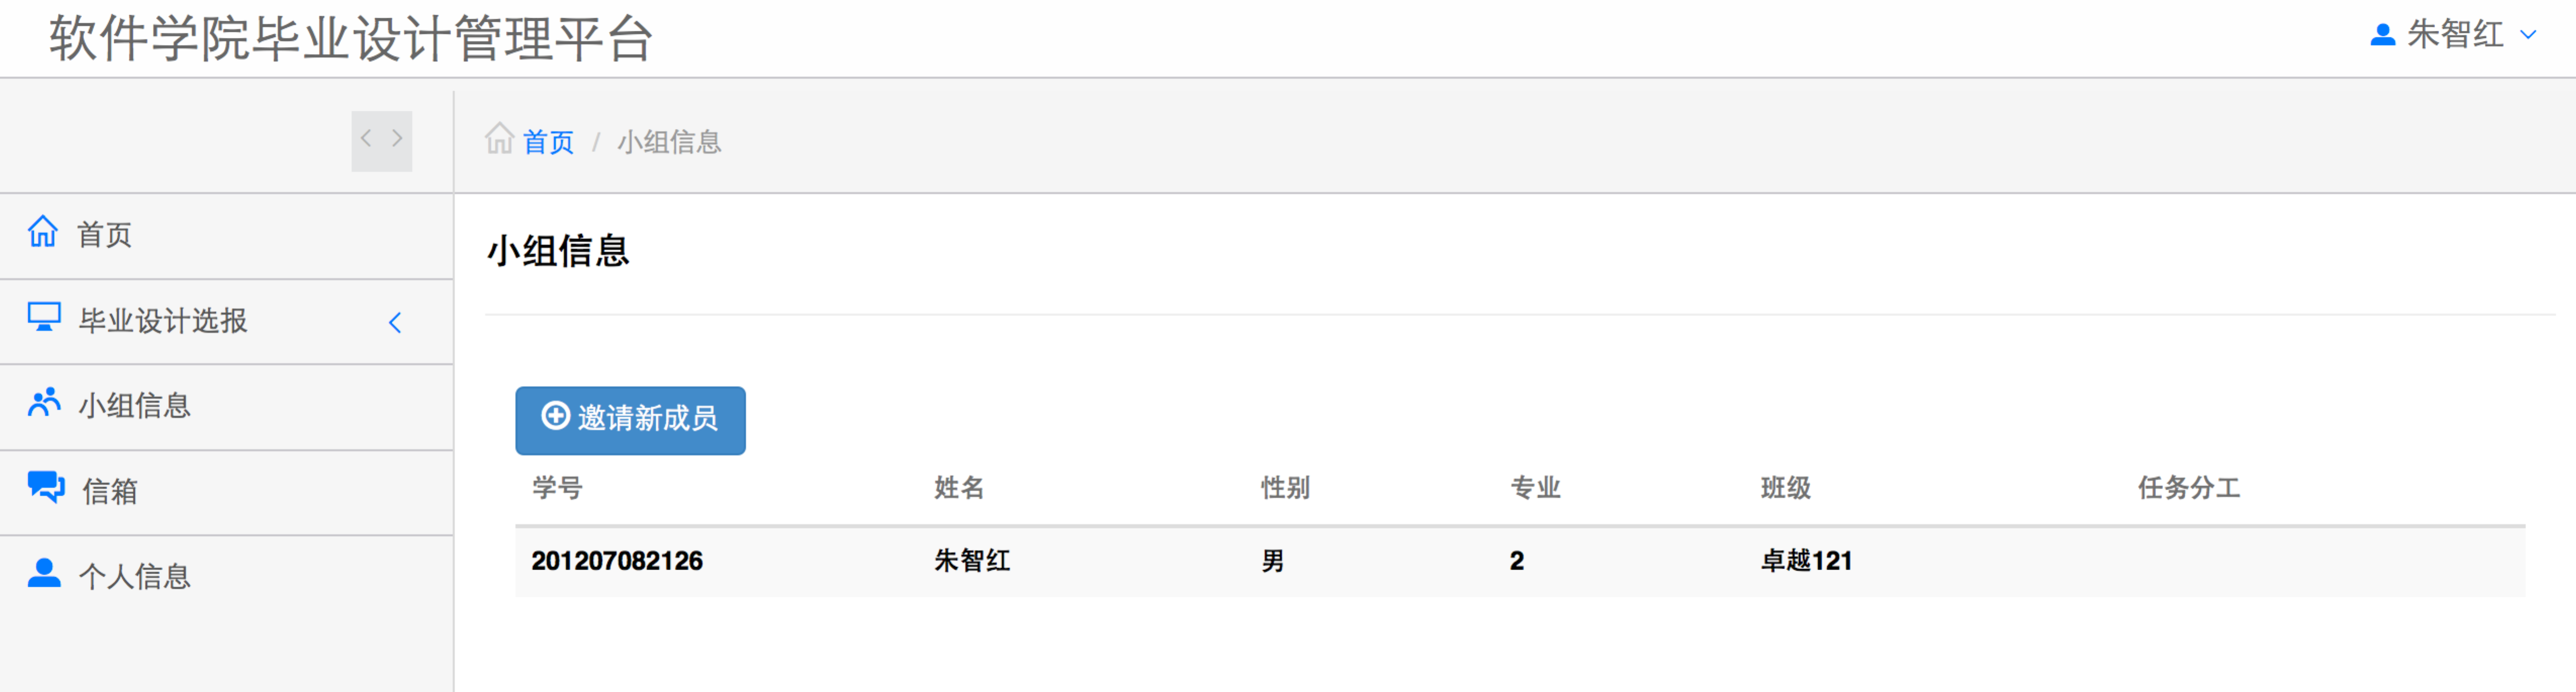 软件学院毕业设计管理平台
朱智红
首页 / 小组信息
首页
毕业设计选报
小组信息
信箱
个人信息
小组信息
邀请新成员
学号 姓名 性别 专业 班级 任务分工
201207082126 朱智红 男 2 卓越121